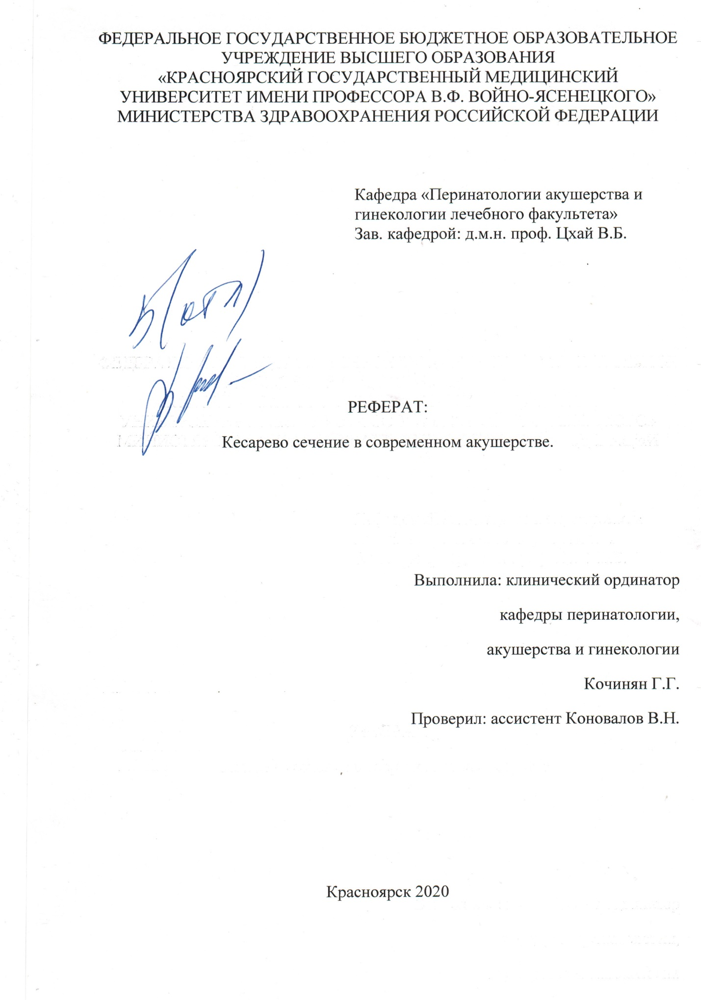 ФЕДЕРАЛЬНОЕ ГОСУДАРСТВЕННОЕ БЮДЖЕТНОЕ ОБРАЗОВАТЕЛЬНОЕ
УЧРЕЖДЕНИЕ ВЫСШЕГО ОБРАЗОВАНИЯ
«КРАСНОЯРСКИЙ ГОСУДАРСТВЕННЫЙ МЕДИЦИНСКИЙ
УНИВЕРСИТЕТ ИМЕНИ ПРОФЕССОРА В.Ф. ВОЙНО-ЯСЕНЕЦКОГО»
МИНИСТЕРСТВА ЗДРАВООХРАНЕНИЯ РОССИЙСКОЙ ФЕДЕРАЦИИ
Кафедра «Перинатологии акушерства и
гинекологии лечебного факультета»
Зав. кафедрой: д.м.н. проф. Цхай В.Б.
5 (отл)
РЕФЕРАТ:
Кесарево сечение в современном акушерстве.
Выполнила: клинический ординатор
кафедры перинатологии,
акушерства и гинекологии
Кочинян Г.Г.
Проверил: ассистент Коновалов В.Н.
Красноярск 2020